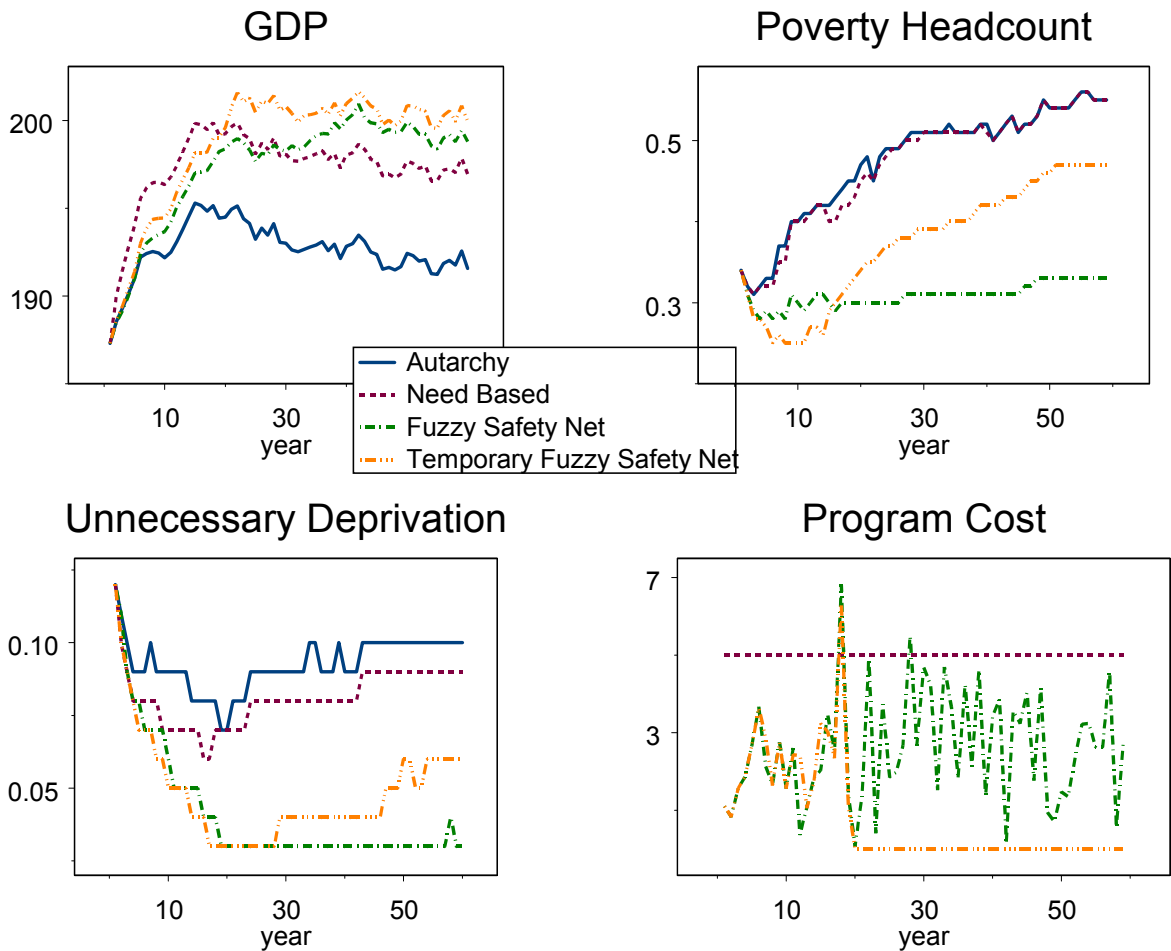 GDP
Poverty Headcount
200
190
10
30
year
0.5
0.3
10
30
50
year
Autarchy
Need Based
Fuzzy Safety Net
Temporary Fuzzy Safety Net
Unnecessary Deprivation
Program Cost
0.10
0.05
10
30
50
year
7
3
10
30
50
year